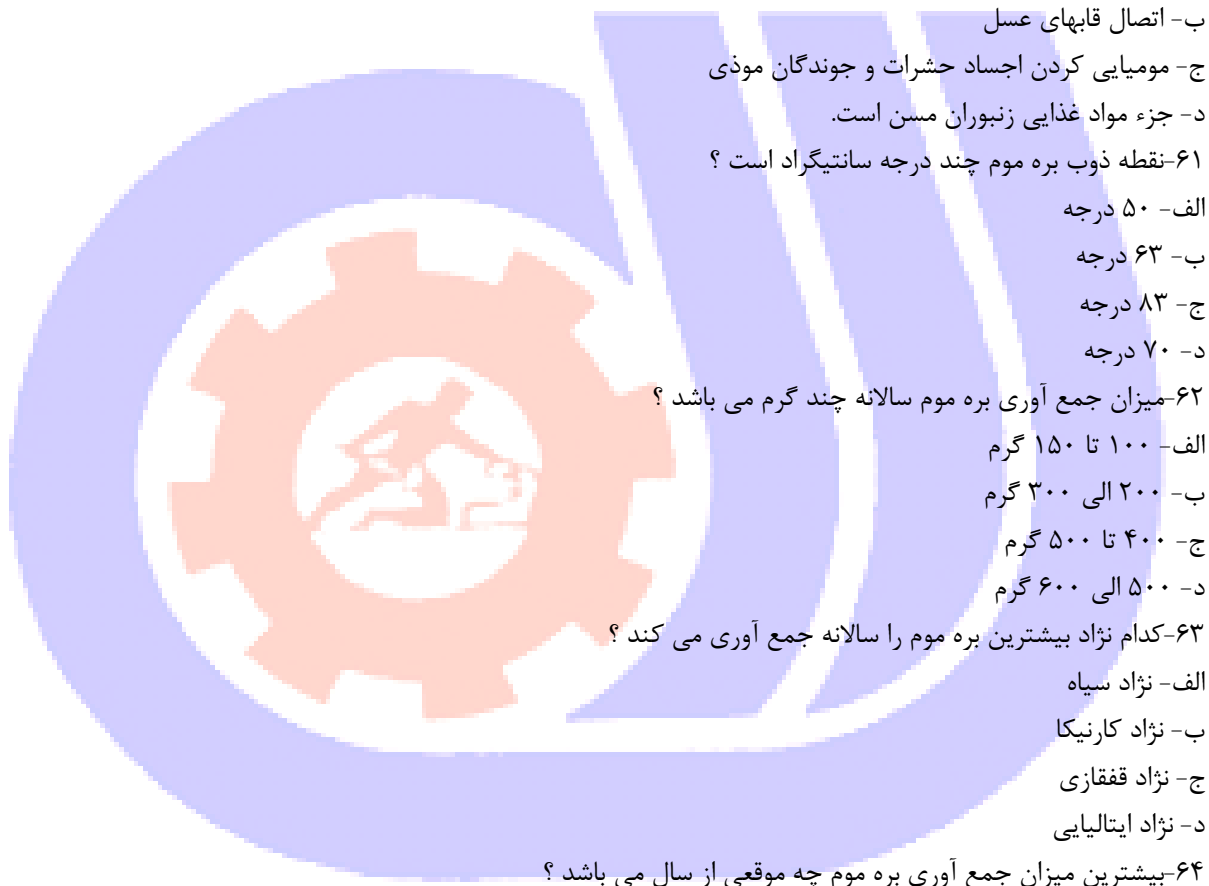 ب- اتصال قابهای عسل
ج- مومیایی کردن اجساد حشرات و جوندگان موذی
د- جزء مواد غذایی زنبوران مسن است.
۶۱-نقطه ذوب بره موم چند درجه سانتیگراد است ؟
الف- ۵۰ درجه
ب- ۶۳ درجه
ج- ۸۳ درجه
د- ۷۰ درجه
۶۲-میزان جمع آوری بره موم سالانه چند گرم می باشد ؟
الف- ۱۰۰ تا ۱۵۰ گرم
ب- ۲۰۰ الی ۳۰۰ گرم
ج- ۴۰۰ تا ۵۰۰ گرم
د- ۵۰۰ الی ۶۰۰ گرم
۶۳-کدام نژاد بیشترین بره موم را سالانه جمع آوری می کند ؟
الف- نژاد سیاه
ب- نژاد کارنیکا
ج- نژاد قفقازی
د- نژاد ایتالیایی
۶۴-بیشترین میزان جمع آوری بره موم چه موقعی از سال می باشد ؟